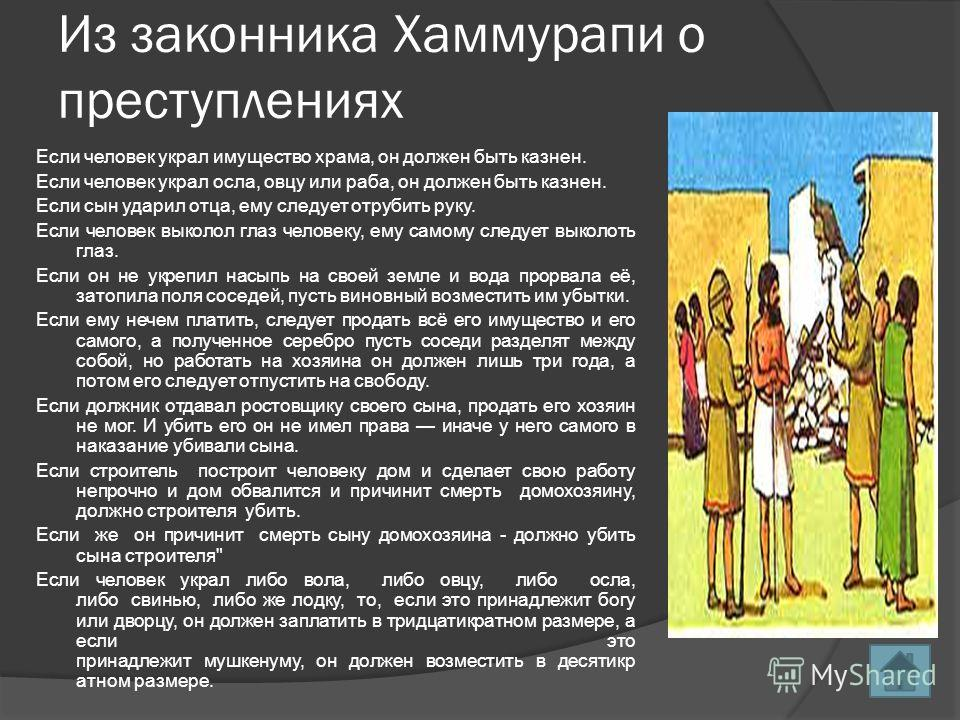 Из законника Хаммурапи о
преступлениях
Если человек украл имущество храма, он должен быть казнен.
Если человек украл осла, овцу или раба, он должен быть казнен.
Если сын ударил отца, ему следует отрубить руку.
Если человек выколол глаз человеку, ему самому следует выколоть
глаз.
Если он не укрепил насыпь на своей земле и вода прорвала её,
затопила поля соседей, пусть виновный возместить им убытки.
Если ему нечем платить, следует продать всё его имущество и его
самого, а полученное серебро пусть соседи разделят между
собой, но работать на хозяина он должен лишь три года, а
потом его следует отпустить на свободу.
Если должник отдавал ростовщику своего сына, продать его хозяин
не мог. И убить его он не имел права — иначе у него самого в
наказание убивали сына.
Если строитель построит человеку дом и сделает свою работу
непрочно и дом обвалится и причинит смерть домохозяину,
должно строителя убить.
Если же он причинит смерть сыну домохозяина - должно убить
сына строителя"
Если человек украл либо вола, либо овцу, либо осла,
либо свинью, либо же лодку, то, если это принадлежит богу
или дворцу, он должен заплатить в тридцатикратном размере, а
если это
принадлежит мушкенуму, он должен возместить в десятикр
атном размере.
MyShared